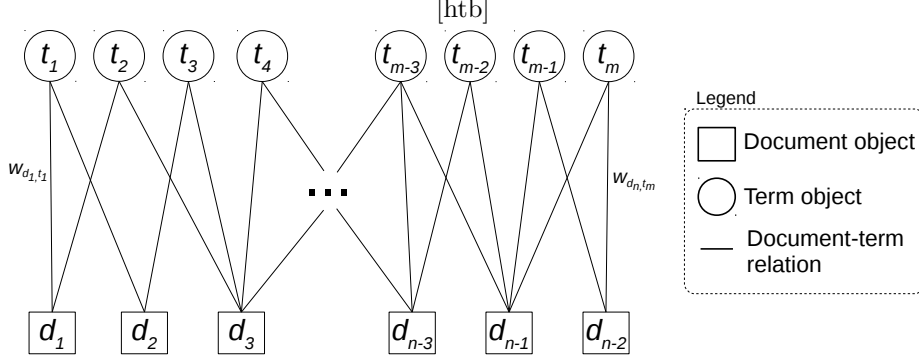 [htb]
t1 t2 t3 t4 tm-3 tm-2 tm-1 tm
Legend
Document object
Term object
Document-term
relation
wd1,t1
...
wdn,tm
d1 d2 d3 dn-3 dn-1 dn-2